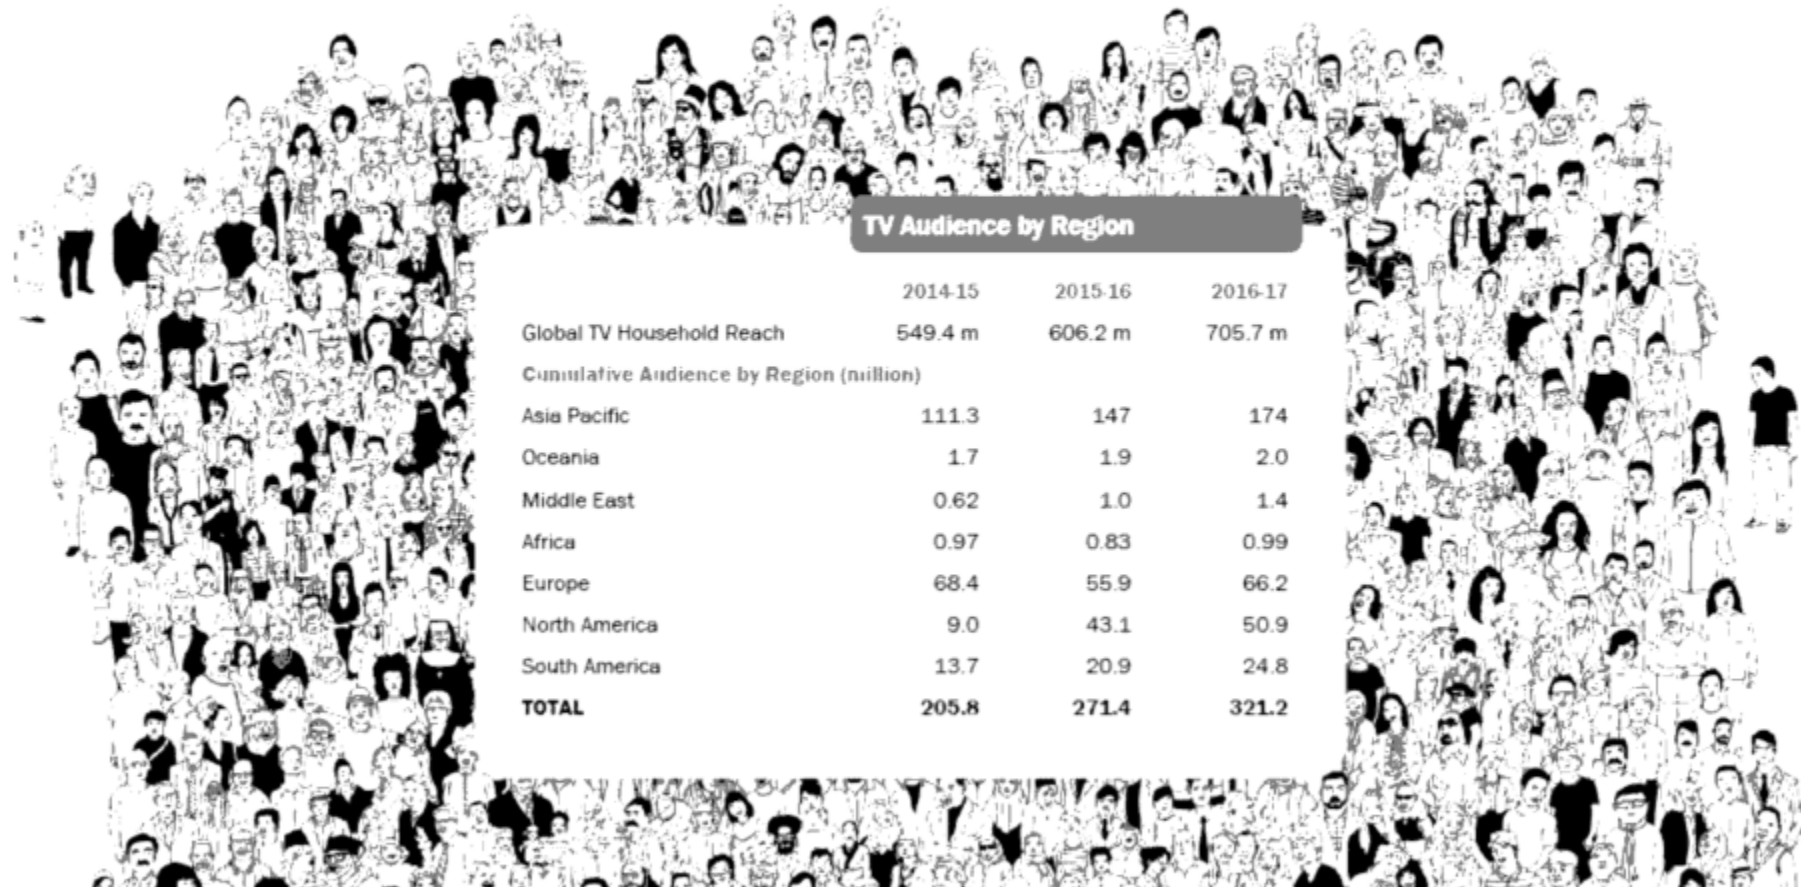 TV Audience by Region
2014-15 2015-16 2016-17
Global TV Household Reach 549.4 m 606.2 m 705.7 m
Cumulative Audience by Region (million)
Asia Pacific 111.3 147 174
Oceania 1.7 1.9 2.0
Middle East 0.62 1.0 1.4
Africa 0.97 0.83 0.99
Europe 68.4 55.9 66.2
North America 9.0 43.1 50.9
South America 13.7 20.9 24.8
TOTAL 205.8 271.4 321.2